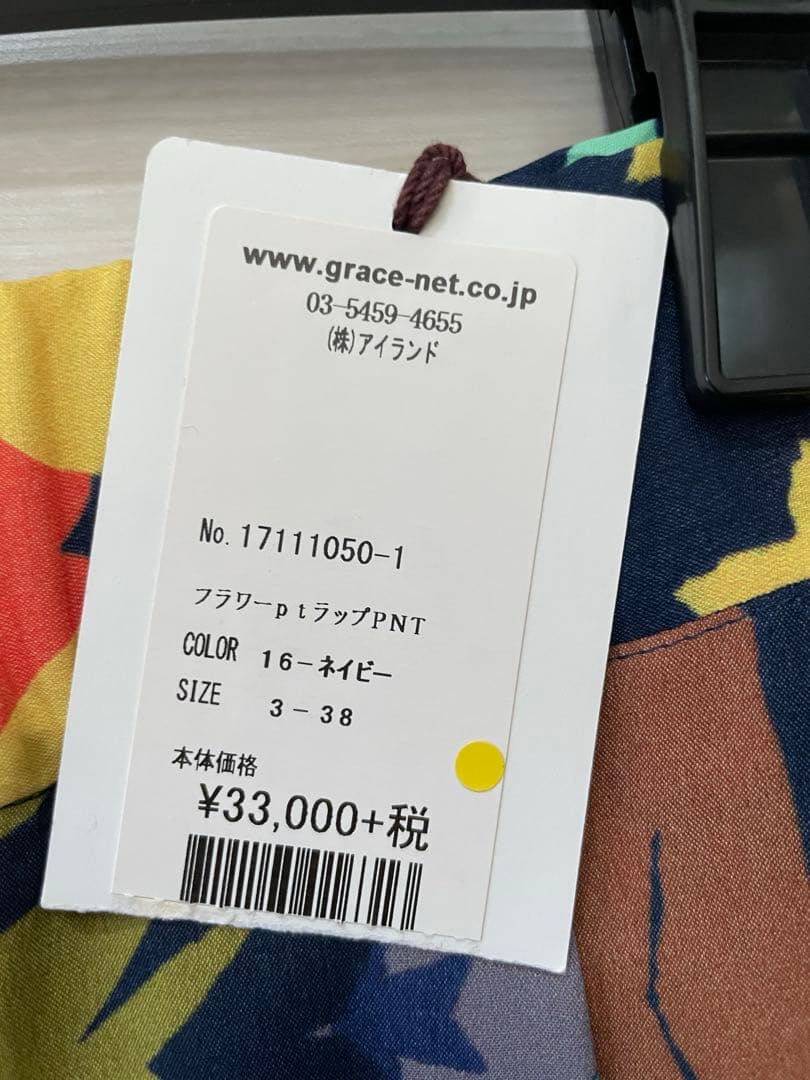 www.grace-net.co.jp
03-5459-4655
(株)アイランド
No. 17111050-1
フラワーptラップPNT
COLOR 16-ネイビー
SIZE 3-38
本体価格
¥33,000+税